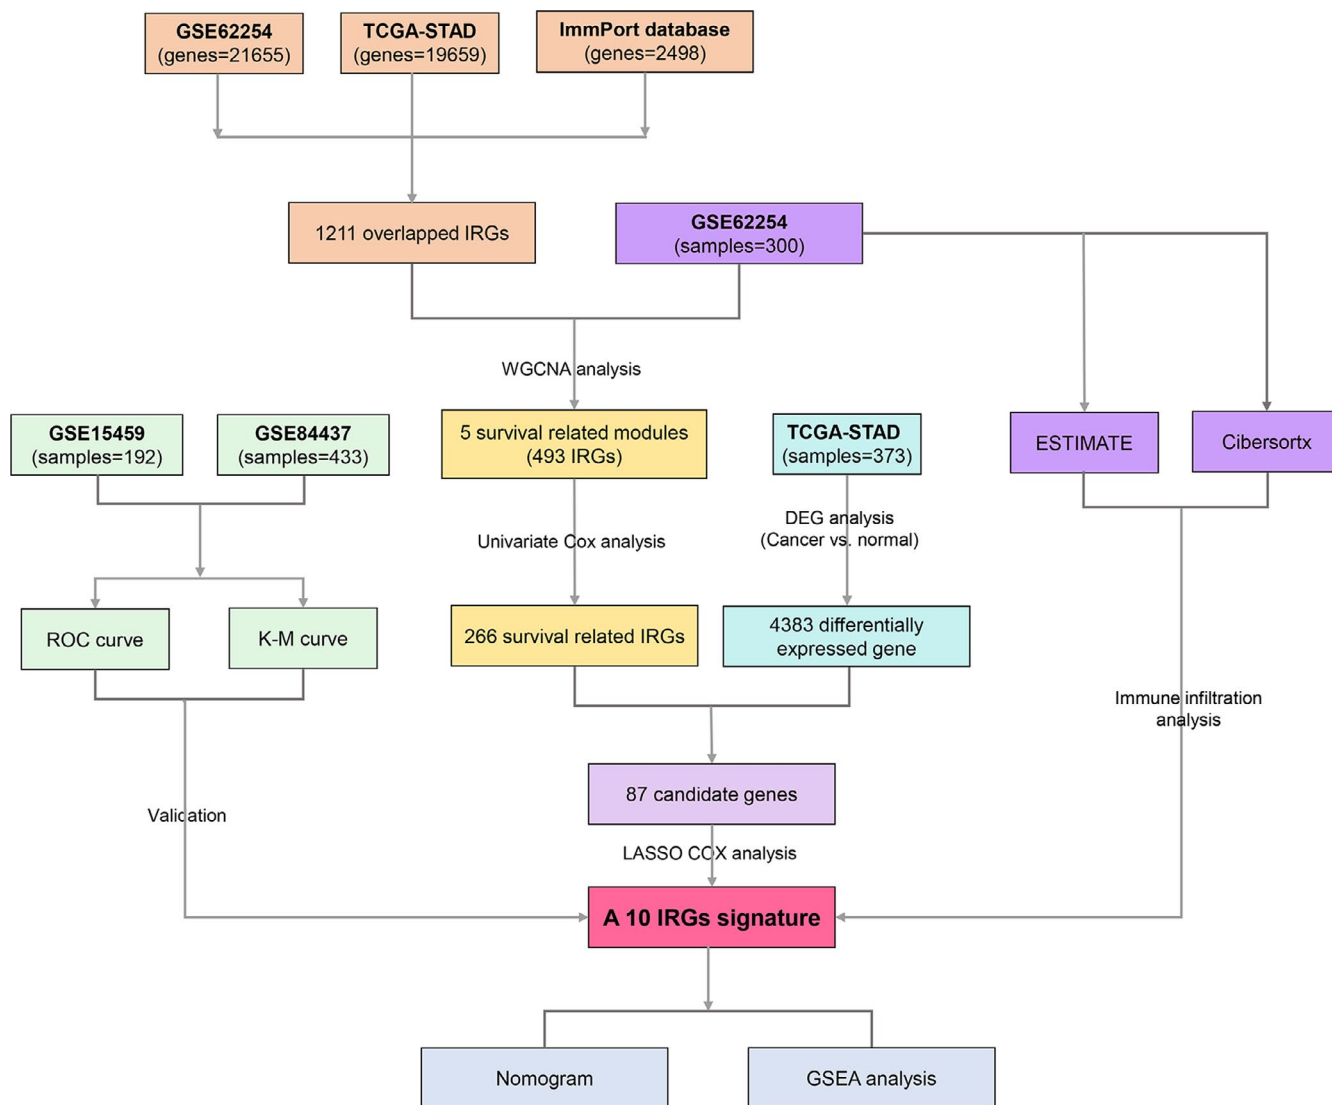 GSE62254
(genes=21655)
TCGA-STAD
(genes=19659)
ImmPort database
(genes=2498)
1211 overlapped IRGs
GSE62254
(samples=300)
WGCNA analysis
GSE15459
(samples=192)
GSE84437
(samples=433)
5 survival related modules
(493 IRGs)
TCGA-STAD
(samples=373)
ESTIMATE
Cibersortx
Univariate Cox analysis
DEG analysis
(Cancer vs. normal)
ROC curve
K-M curve
266 survival related IRGs
4383 differentially
expressed gene
Immune infiltration
analysis
87 candidate genes
Validation
LASSO COX analysis
A 10 IRGs signature
Nomogram
GSEA analysis